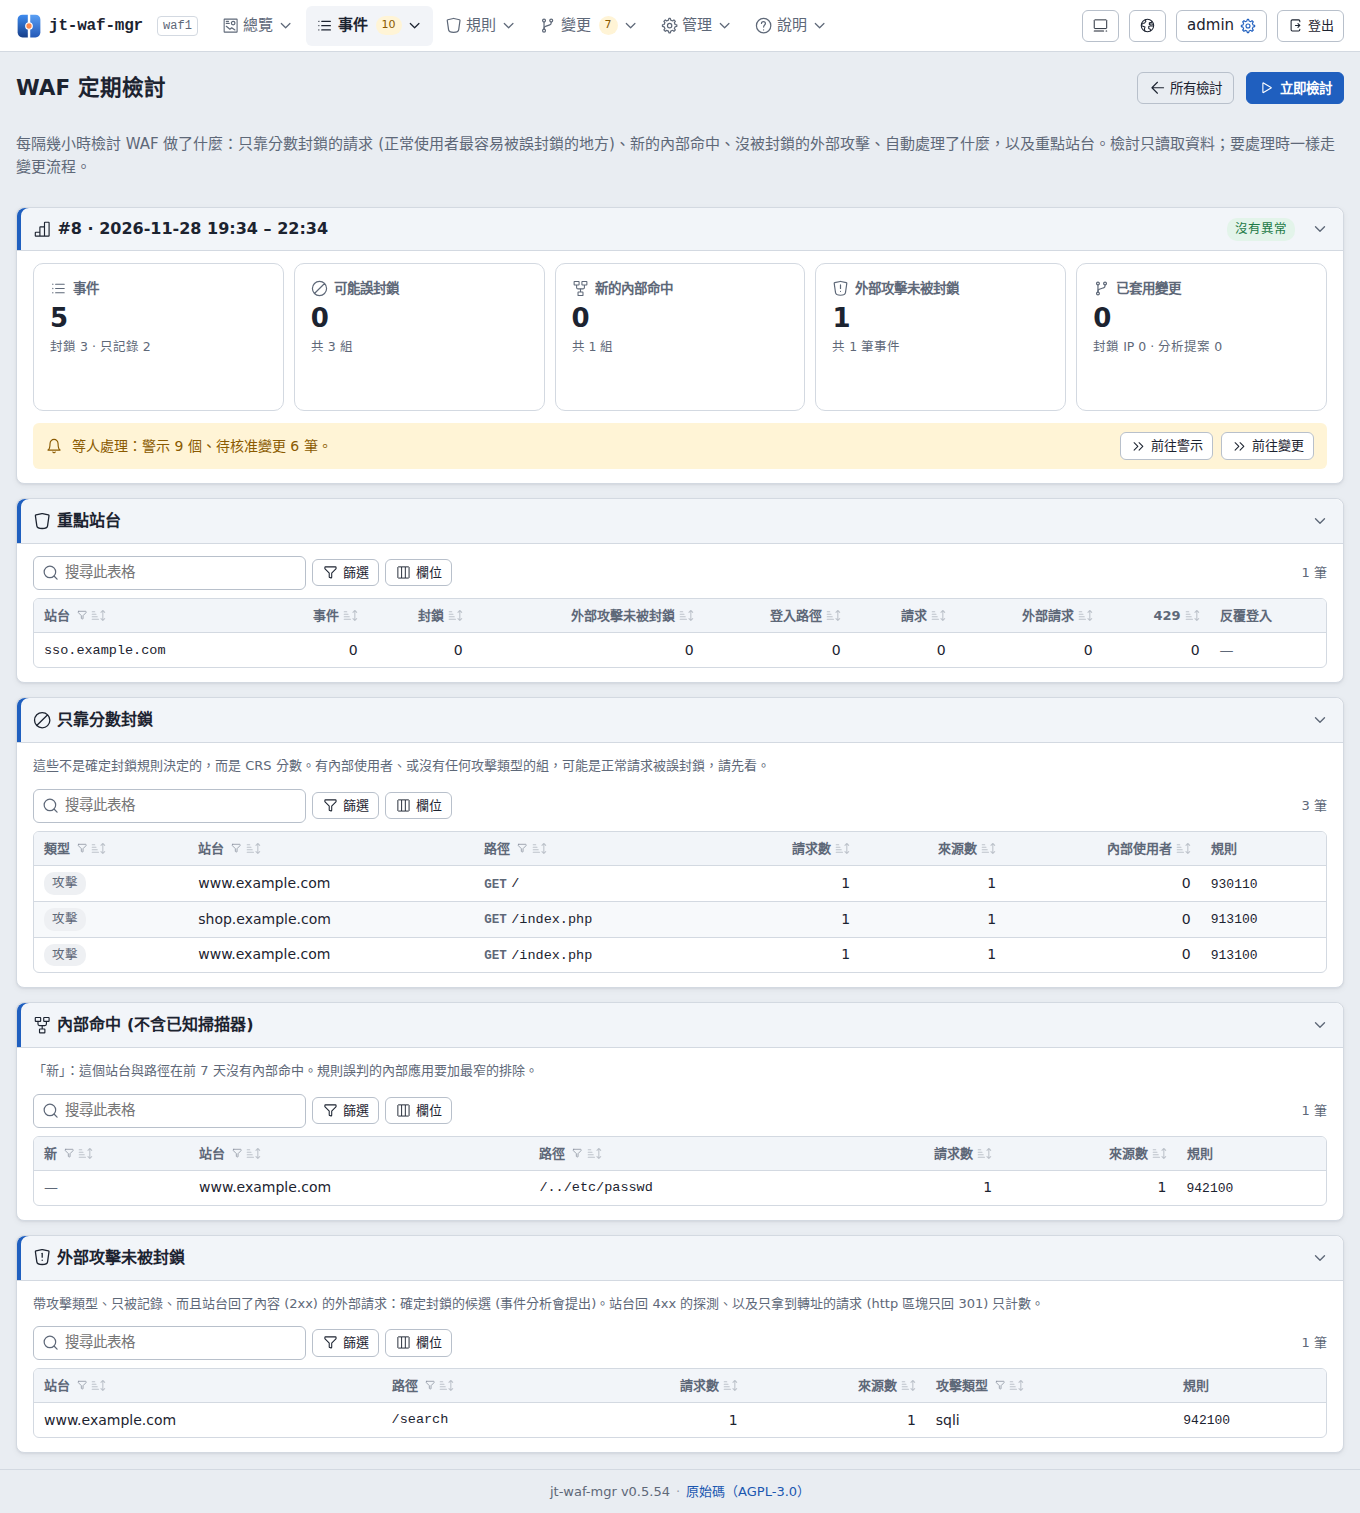 jt-waf-mgr waf1 總覽 事件 10 規則 變更 7 管理 說明 admin 登出
WAF 定期檢討 所有檢討 立即檢討
每隔幾小時檢討 WAF 做了什麼：只靠分數封鎖的請求 (正常使用者最容易被誤封鎖的地方)、新的內部命中、沒被封鎖的外部攻擊、自動處理了什麼，以及重點站台。檢討只讀取資料；要處理時一樣走
變更流程。
#8 · 2026-11-28 19:34 – 22:34 沒有異常
事件 可能誤封鎖 新的內部命中 外部攻擊未被封鎖 已套用變更
5 0 0 1 0
封鎖 3 · 只記錄 2 共 3 組 共 1 組 共 1 筆事件 封鎖 IP 0 · 分析提案 0
等人處理：警示 9 個、待核准變更 6 筆。 前往警示 前往變更
重點站台
搜尋此表格 篩選 欄位 1 筆
站台 事件 封鎖 外部攻擊未被封鎖 登入路徑 請求 外部請求 429 反覆登入
sso.example.com 0 0 0 0 0 0 0 —
只靠分數封鎖
這些不是確定封鎖規則決定的，而是 CRS 分數。有內部使用者、或沒有任何攻擊類型的組，可能是正常請求被誤封鎖，請先看。
搜尋此表格 篩選 欄位 3 筆
類型 站台 路徑 請求數 來源數 內部使用者 規則
攻擊 www.example.com GET / 1 1 0 930110
攻擊 shop.example.com GET /index.php 1 1 0 913100
攻擊 www.example.com GET /index.php 1 1 0 913100
內部命中 (不含已知掃描器)
「新」：這個站台與路徑在前 7 天沒有內部命中。規則誤判的內部應用要加最窄的排除。
搜尋此表格 篩選 欄位 1 筆
新 站台 路徑 請求數 來源數 規則
— www.example.com /../etc/passwd 1 1 942100
外部攻擊未被封鎖
帶攻擊類型、只被記錄、而且站台回了內容 (2xx) 的外部請求：確定封鎖的候選 (事件分析會提出)。站台回 4xx 的探測、以及只拿到轉址的請求 (http 區塊只回 301) 只計數。
搜尋此表格 篩選 欄位 1 筆
站台 路徑 請求數 來源數 攻擊類型 規則
www.example.com /search 1 1 sqli 942100
jt-waf-mgr v0.5.54 · 原始碼（AGPL-3.0）